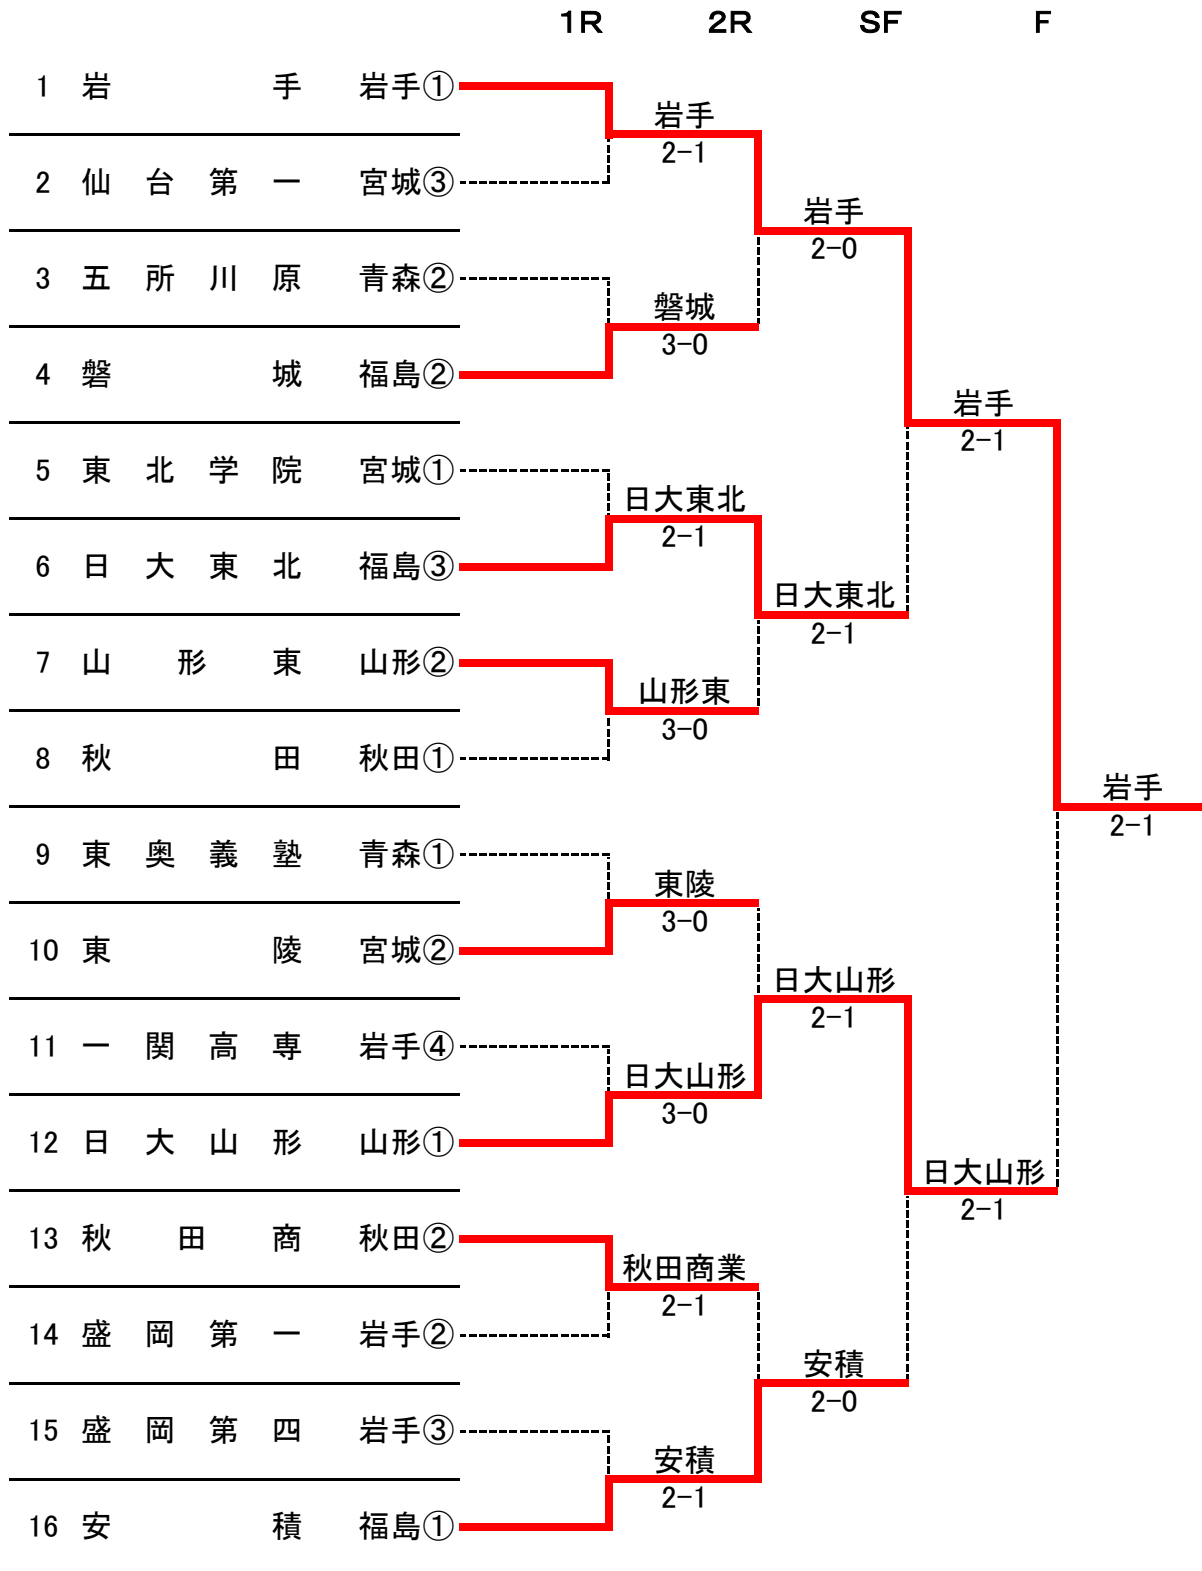 1R 2R SF F
1 岩手 岩手①
岩手
2-1
2 仙台第一 宮城③
岩手
2-0
3 五所川原 青森②
磐城
3-0
4 磐城 福島②
岩手
2-1
5 東北学院 宮城①
日大東北
2-1
6 日大東北 福島③
日大東北
2-1
7 山形東 山形②
山形東
3-0
8 秋田 秋田①
岩手
2-1
9 東奥義塾 青森①
東陵
3-0
10 東陵 宮城②
日大山形
2-1
11 一関高専 岩手④
日大山形
3-0
12 日大山形 山形①
日大山形
2-1
13 秋田商 秋田②
秋田商業
2-1
14 盛岡第一 岩手②
安積
2-0
15 盛岡第四 岩手③
安積
2-1
16 安積 福島①